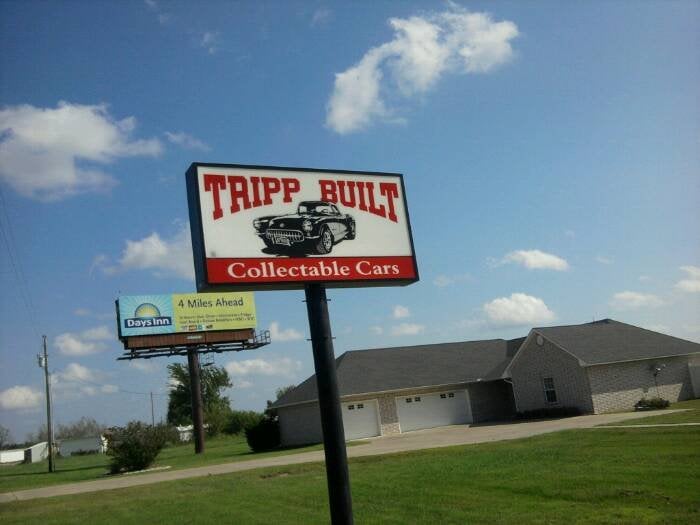 TRIPP BUILT
Collectable Cars
4 Miles Ahead
Days Inn